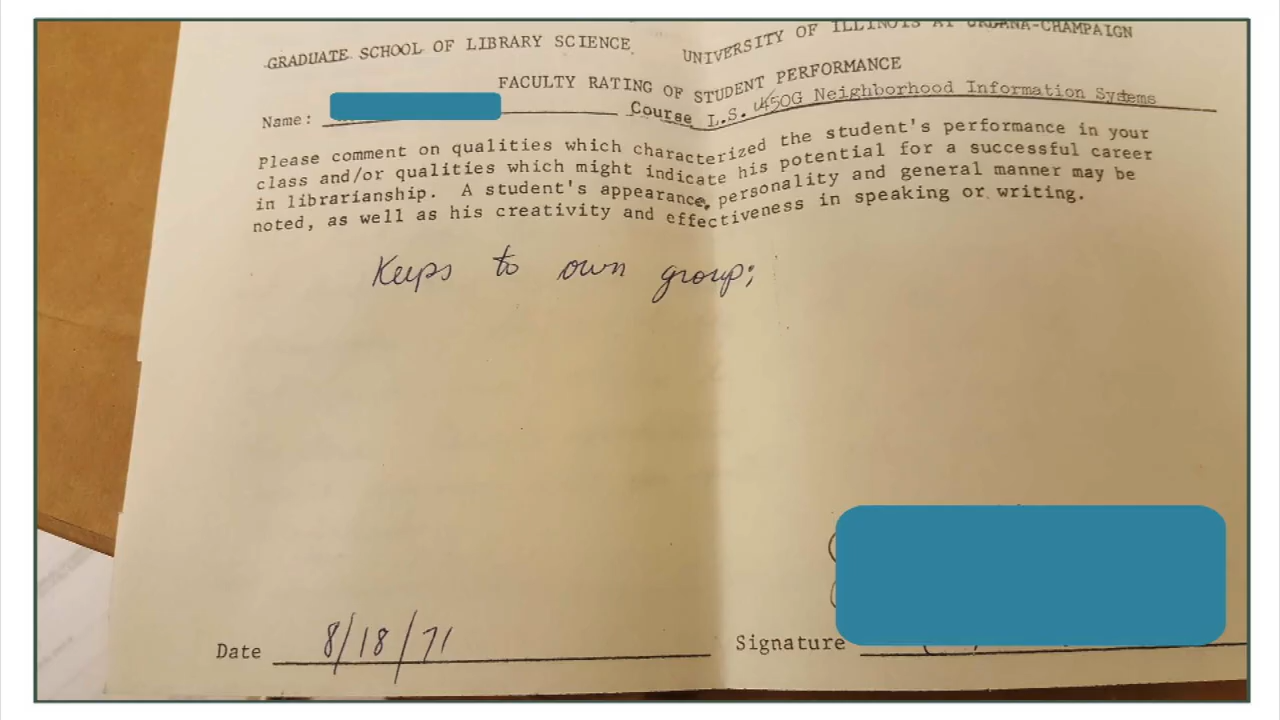 GRADUATE SCHOOL OF LIBRARY SCIENCE UNIVERSITY OF ILLINOIS AT URBANA-CHAMPAIGN
FACULTY RATING OF STUDENT PERFORMANCE
Name: Course L.S. 450G Neighborhood Information Systems
Please comment on qualities which characterized the student's performance in your
class and/or qualities which might indicate his potential for a successful career
in librarianship. A student's appearance, personality and general manner may be
noted, as well as his creativity and effectiveness in speaking or writing.
Keeps to own group;
Date 8/18/71 Signature